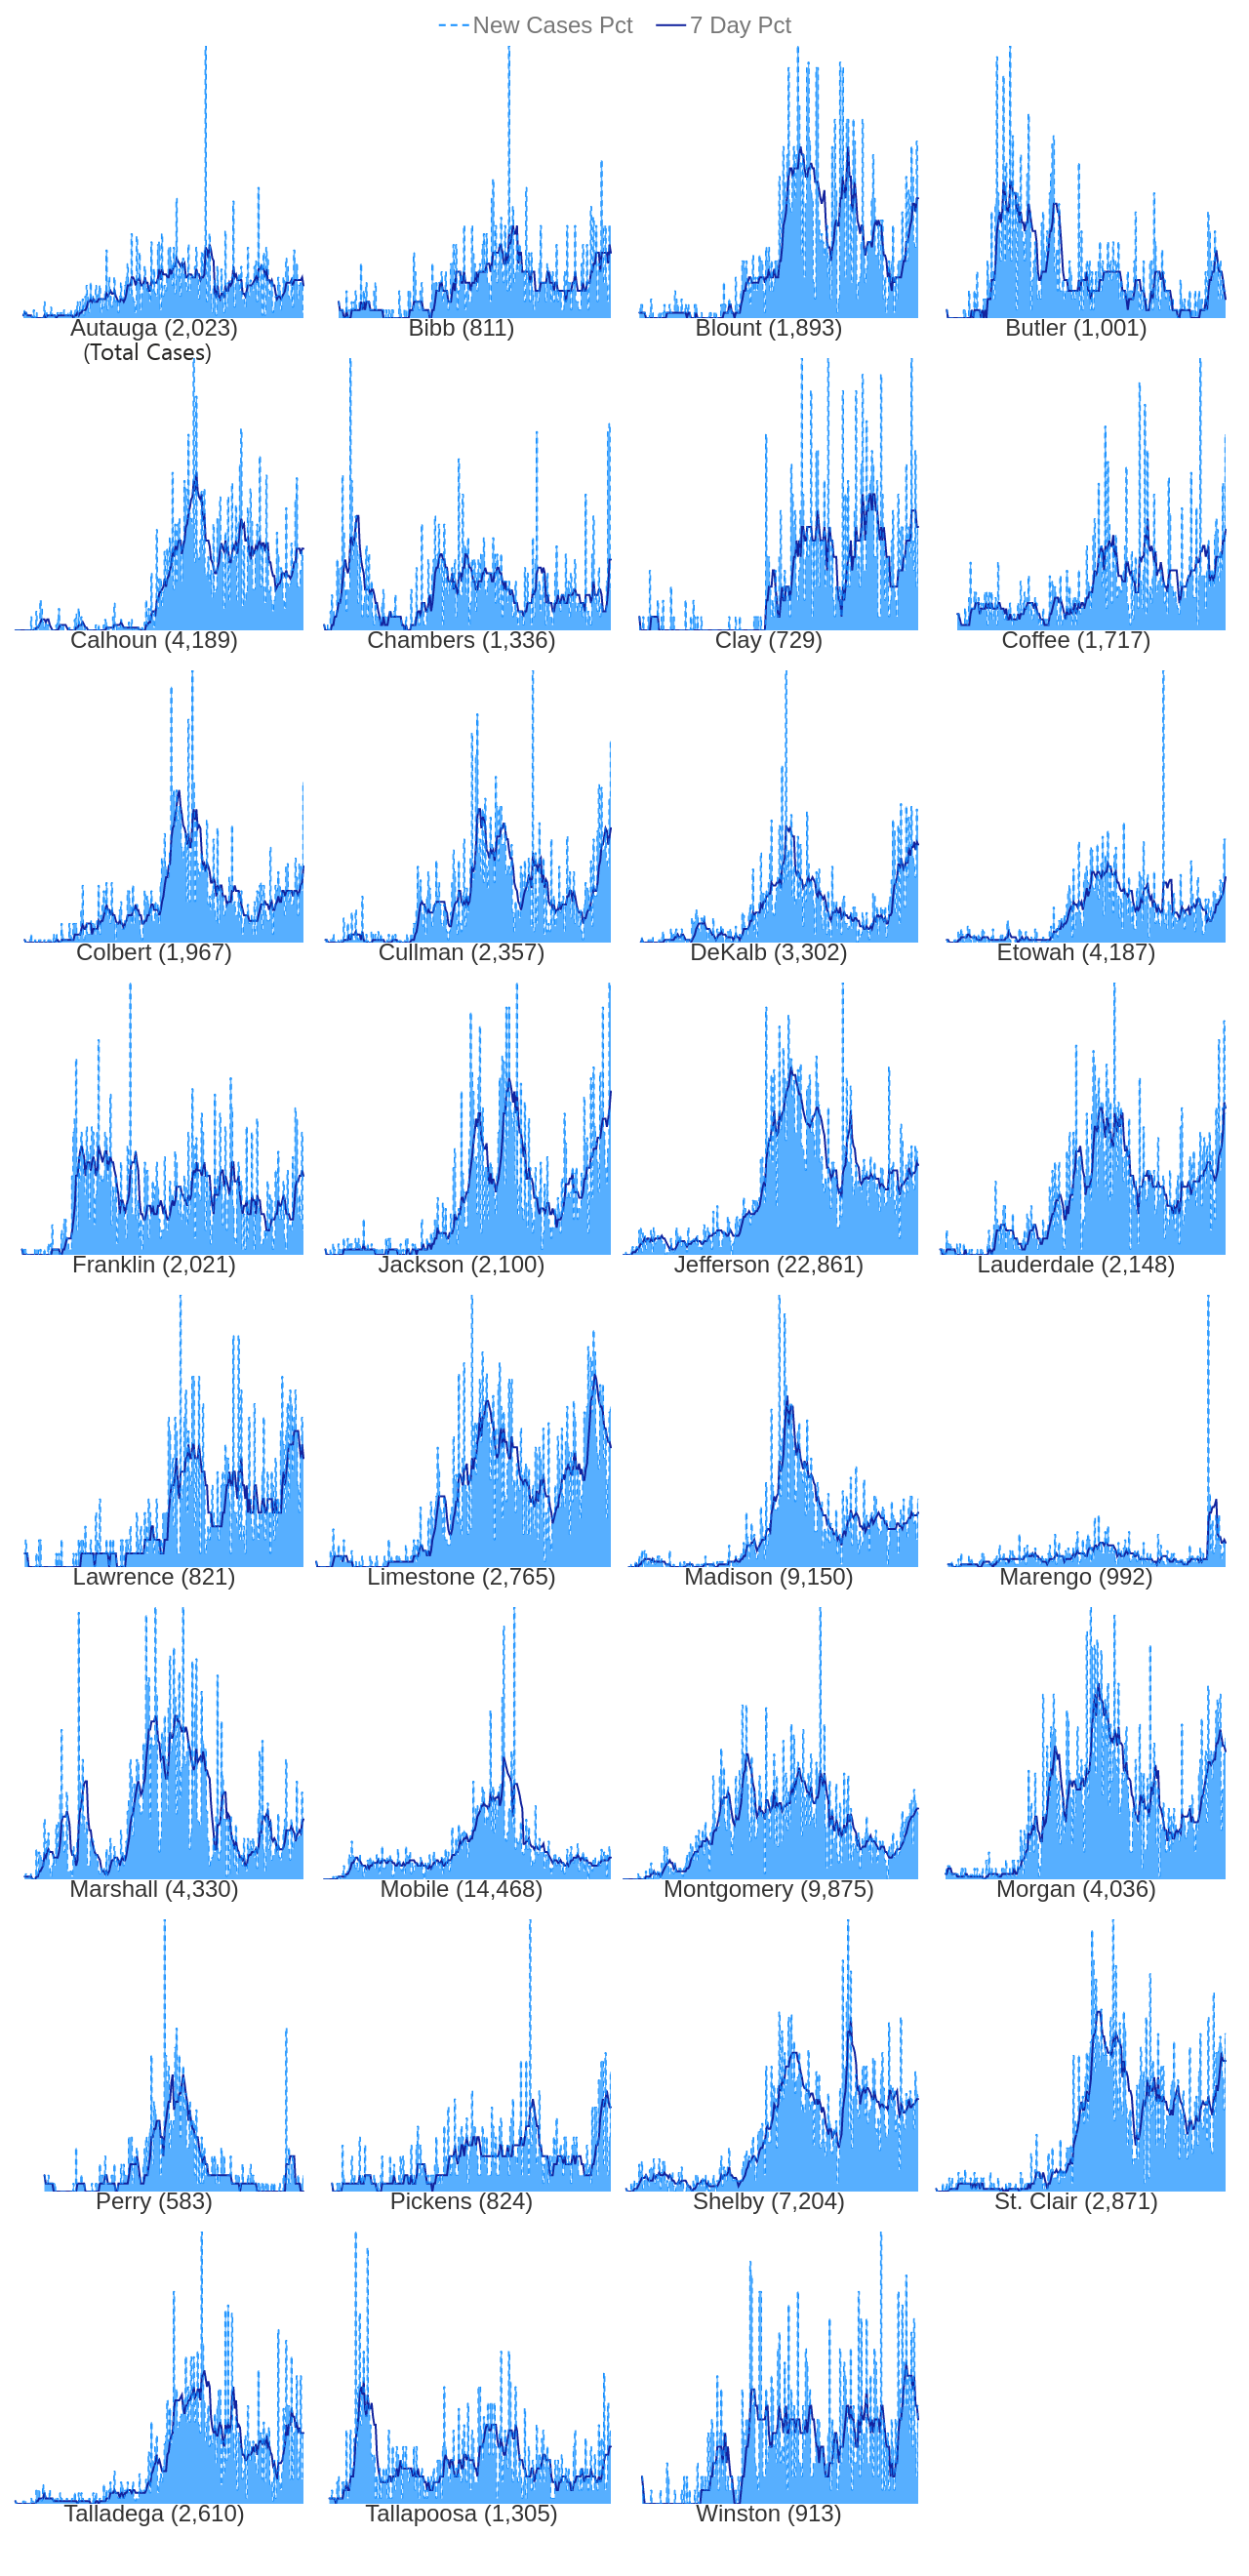 New Cases Pct 7 Day Pct
Autauga (2,023) Bibb (811) Blount (1,893) Butler (1,001)
(Total Cases)
Calhoun (4,189) Chambers (1,336) Clay (729) Coffee (1,717)
Colbert (1,967) Cullman (2,357) DeKalb (3,302) Etowah (4,187)
Franklin (2,021) Jackson (2,100) Jefferson (22,861) Lauderdale (2,148)
Lawrence (821) Limestone (2,765) Madison (9,150) Marengo (992)
Marshall (4,330) Mobile (14,468) Montgomery (9,875) Morgan (4,036)
Perry (583) Pickens (824) Shelby (7,204) St. Clair (2,871)
Talladega (2,610) Tallapoosa (1,305) Winston (913)